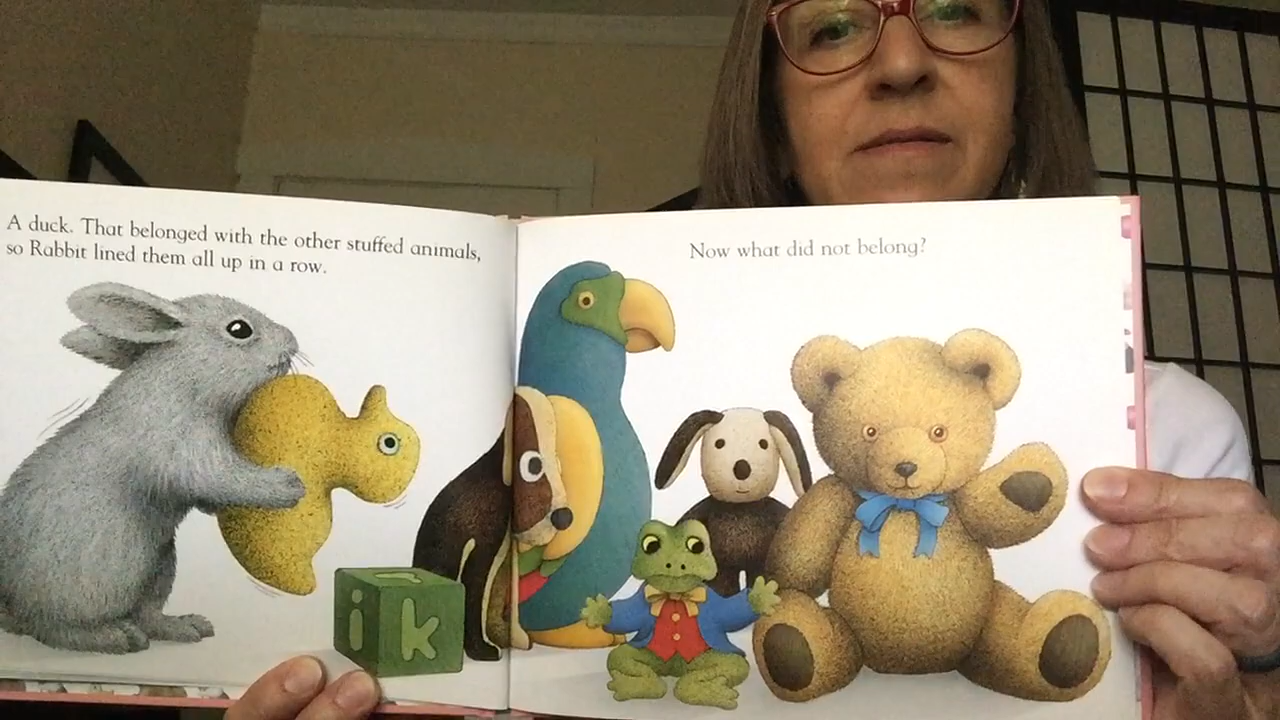 A duck. That belonged with the other stuffed animals,
so Rabbit lined them all up in a row.
Now what did not belong?
i k